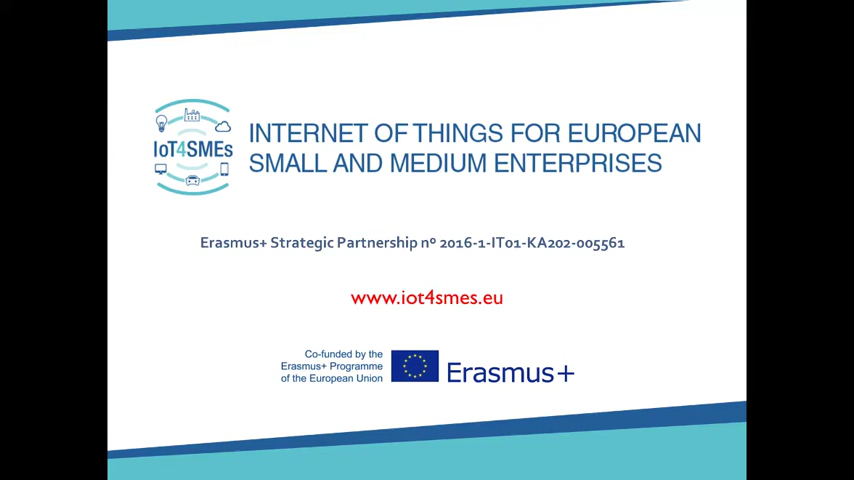 IoT4SMEs
INTERNET OF THINGS FOR EUROPEAN
SMALL AND MEDIUM ENTERPRISES
Erasmus+ Strategic Partnership nº 2016-1-IT01-KA202-005561
www.iot4smes.eu
Co-funded by the
Erasmus+ Programme
of the European Union
Erasmus+